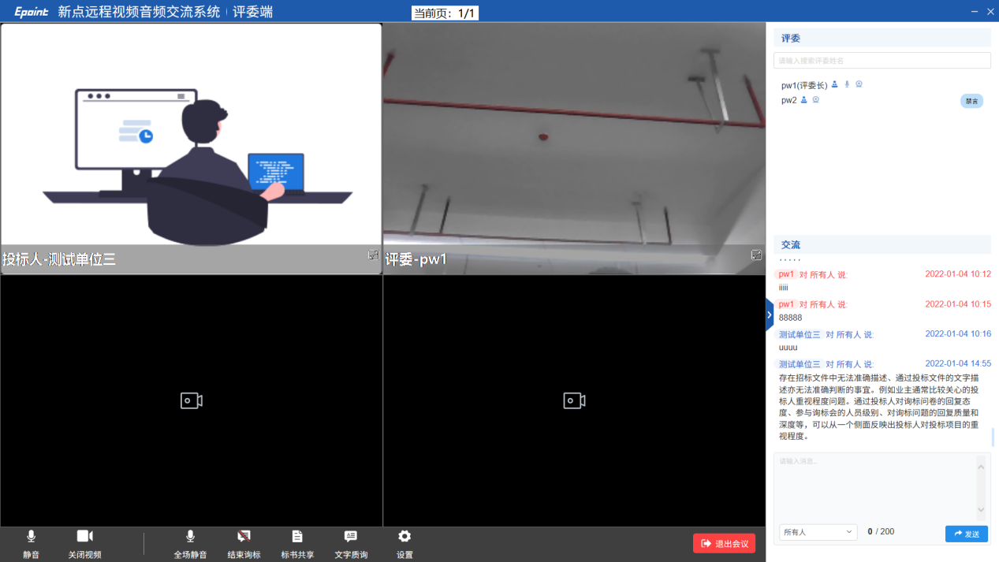 Epoint 新点远程视频音频交流系统 评委端
当前页：1/1
投标人-测试单位三
评委-pw1
静音
关闭视频
全场静音
结束询标
标书共享
文字质询
设置
退出会议
评委
请输入搜索评委姓名
pw1(评委长)
pw2
禁言
交流
pw1 对 所有人 说: 2022-01-04 10:12
iiiii
pw1 对 所有人 说: 2022-01-04 10:15
88888
测试单位三 对 所有人 说: 2022-01-04 10:16
uuuu
测试单位三 对 所有人 说: 2022-01-04 14:55
存在招标文件中无法准确描述、通过投标文件的文字描
述亦无法准确判断的事宜。例如业主通常比较关心的投
标人重视程度问题。通过投标人对询标问卷的回复态
度、参与询标会的人员级别、对询标问题的回复质量和
深度等，可以从一个侧面反映出投标人对投标项目的重
视程度。
请输入消息...
所有人
0 / 200
发送